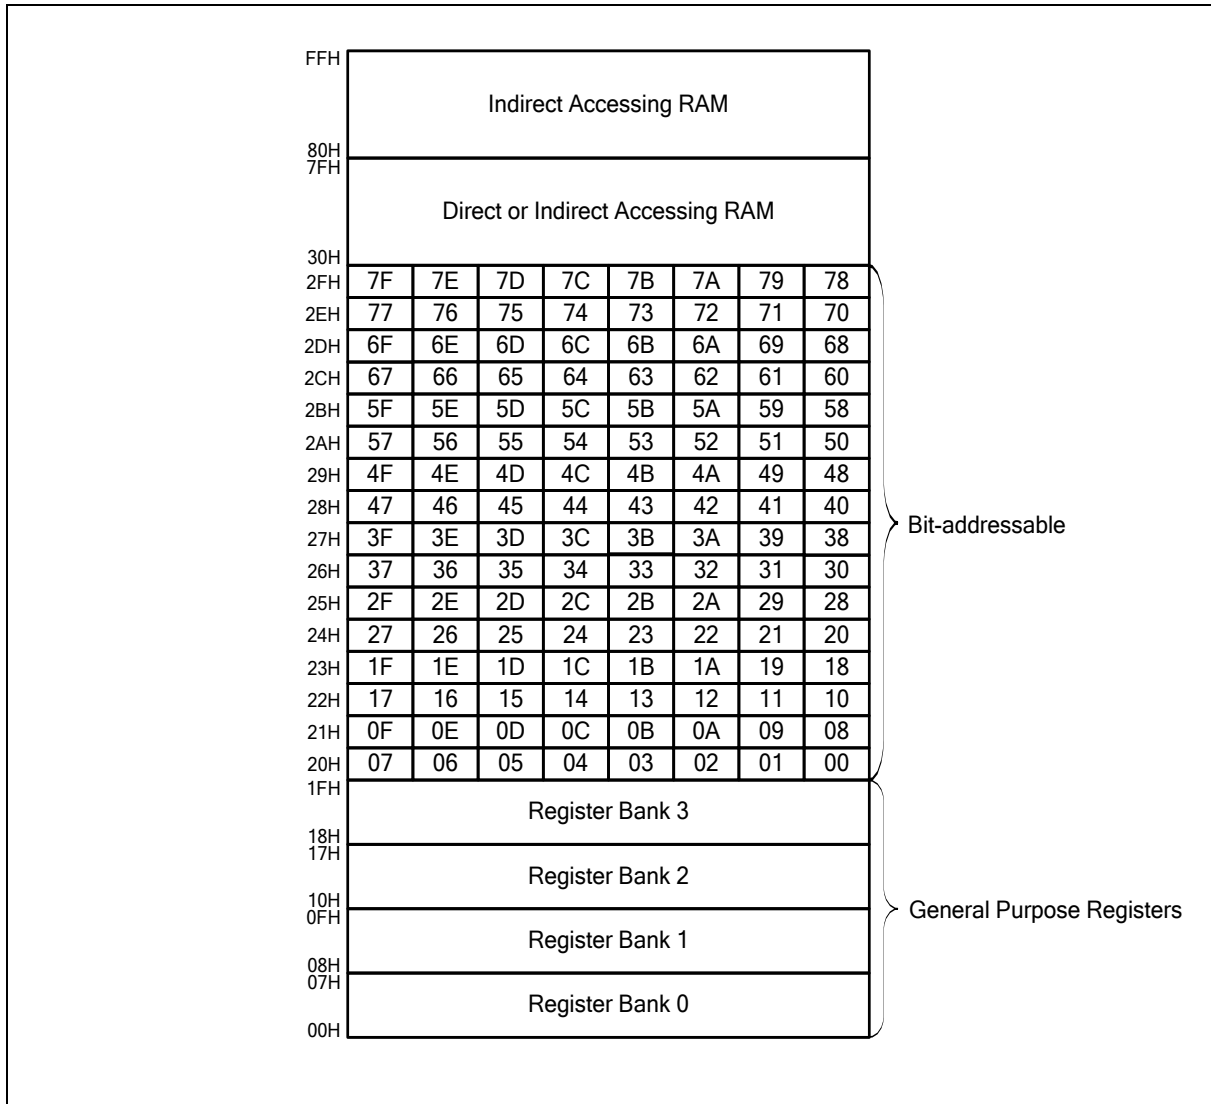 FFH
Indirect Accessing RAM
80H
7FH
Direct or Indirect Accessing RAM
30H
2FH 7F 7E 7D 7C 7B 7A 79 78
2EH 77 76 75 74 73 72 71 70
2DH 6F 6E 6D 6C 6B 6A 69 68
2CH 67 66 65 64 63 62 61 60
2BH 5F 5E 5D 5C 5B 5A 59 58
2AH 57 56 55 54 53 52 51 50
29H 4F 4E 4D 4C 4B 4A 49 48
28H 47 46 45 44 43 42 41 40
Bit-addressable
27H 3F 3E 3D 3C 3B 3A 39 38
26H 37 36 35 34 33 32 31 30
25H 2F 2E 2D 2C 2B 2A 29 28
24H 27 26 25 24 23 22 21 20
23H 1F 1E 1D 1C 1B 1A 19 18
22H 17 16 15 14 13 12 11 10
21H 0F 0E 0D 0C 0B 0A 09 08
20H 07 06 05 04 03 02 01 00
1FH
Register Bank 3
18H
17H
Register Bank 2
10H
0FH
General Purpose Registers
Register Bank 1
08H
07H
Register Bank 0
00H